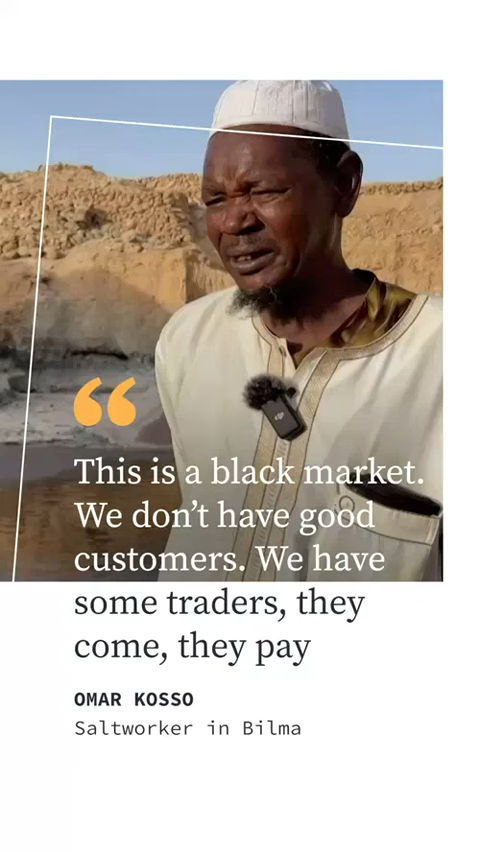 “
This is a black market.
We don’t have good
customers. We have
some traders, they
come, they pay
OMAR KOSSO
Saltworker in Bilma